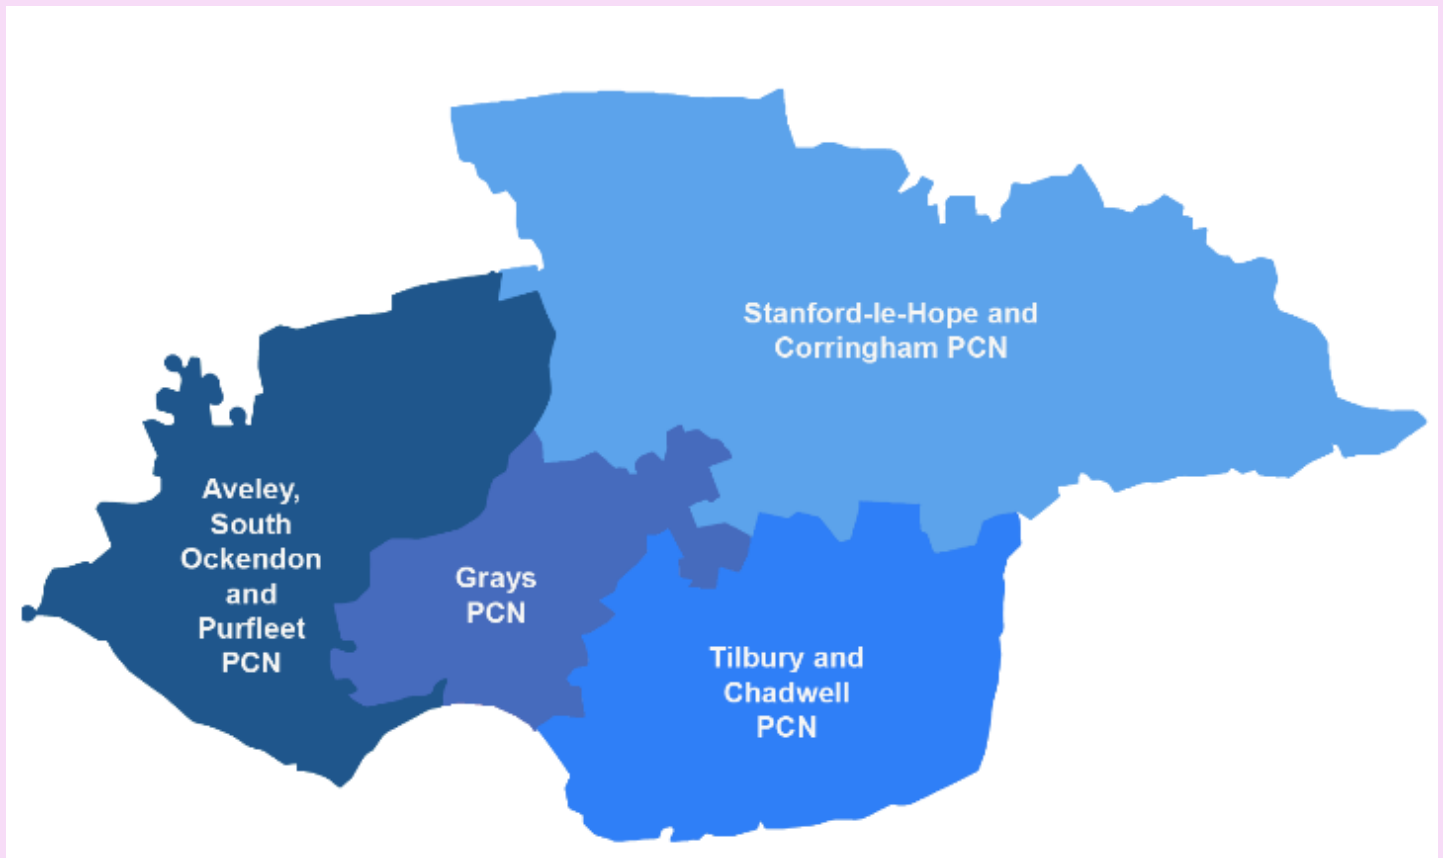 Stanford-le-Hope and
Corringham PCN
Aveley,
South
Ockendon
and
Purfleet
PCN
Grays
PCN
Tilbury and
Chadwell
PCN